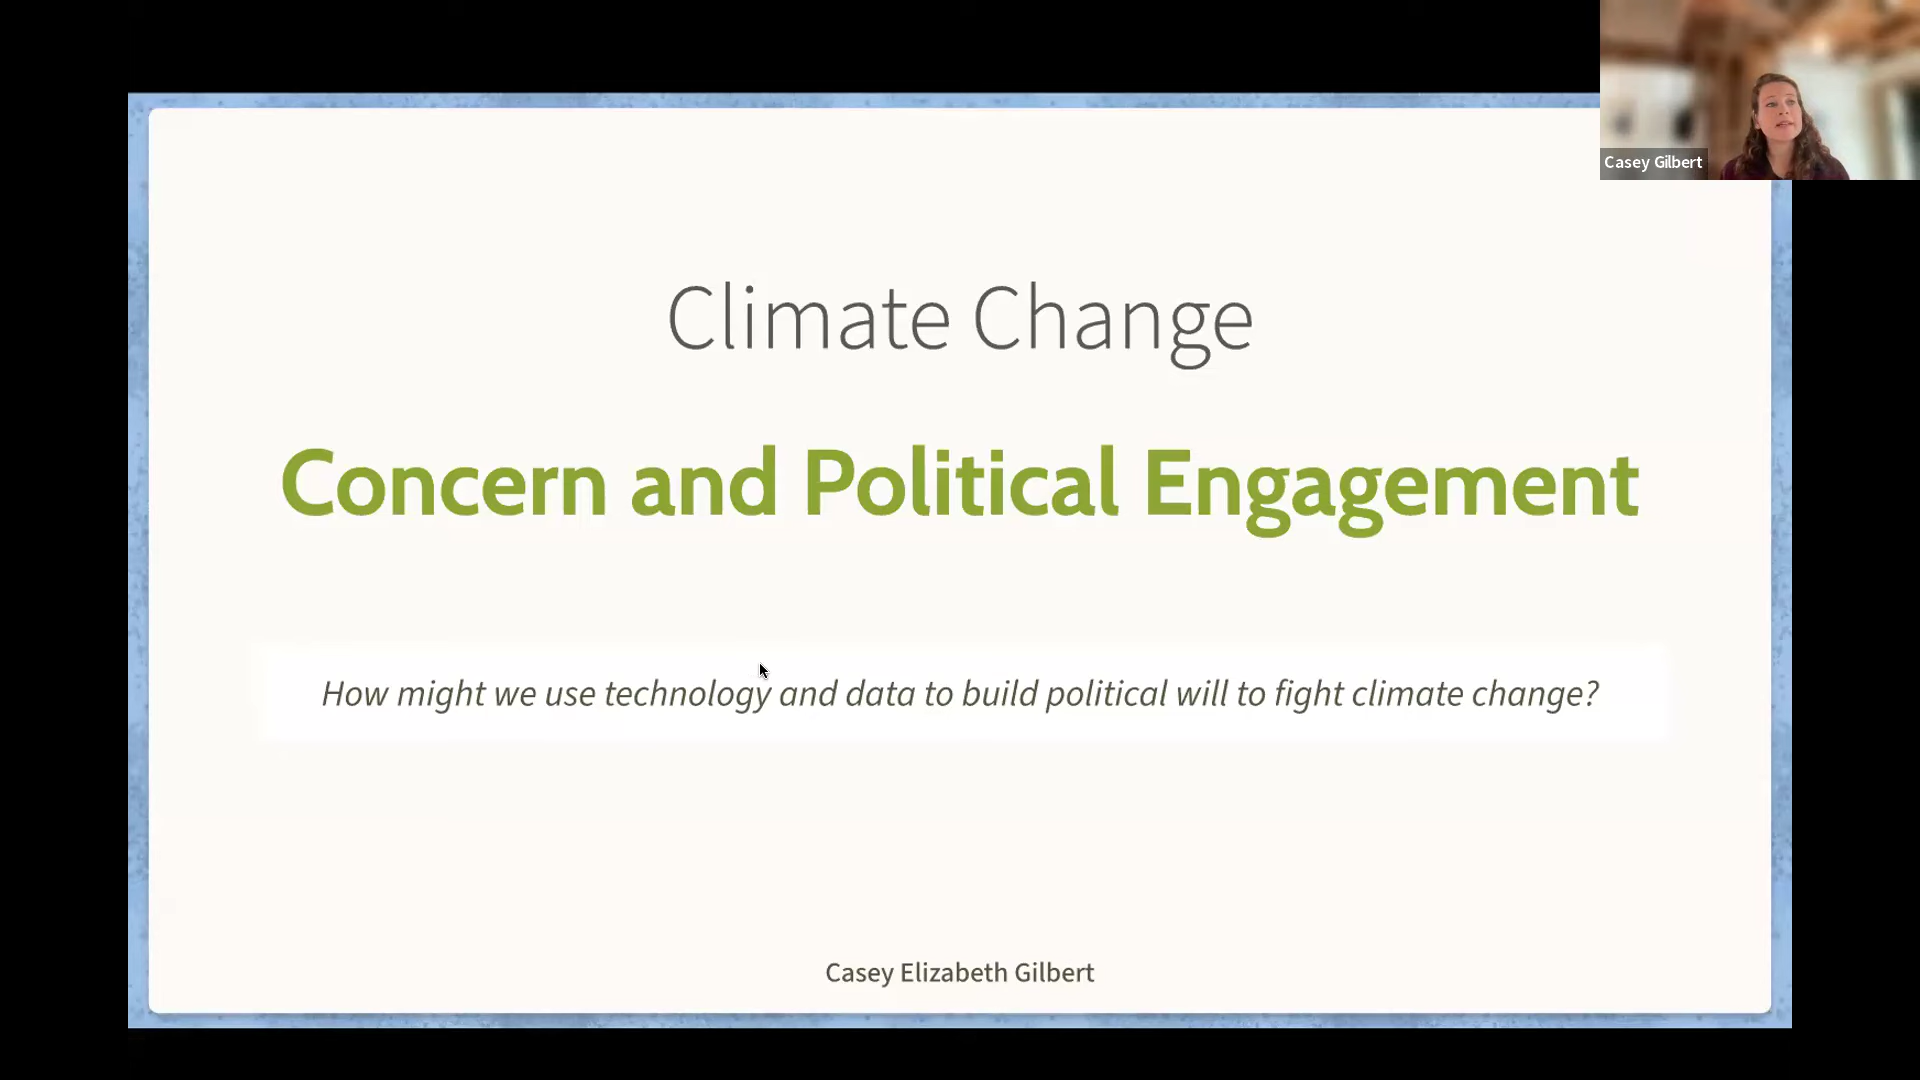 Casey Gilbert
Climate Change
Concern and Political Engagement
How might we use technology and data to build political will to fight climate change?
Casey Elizabeth Gilbert